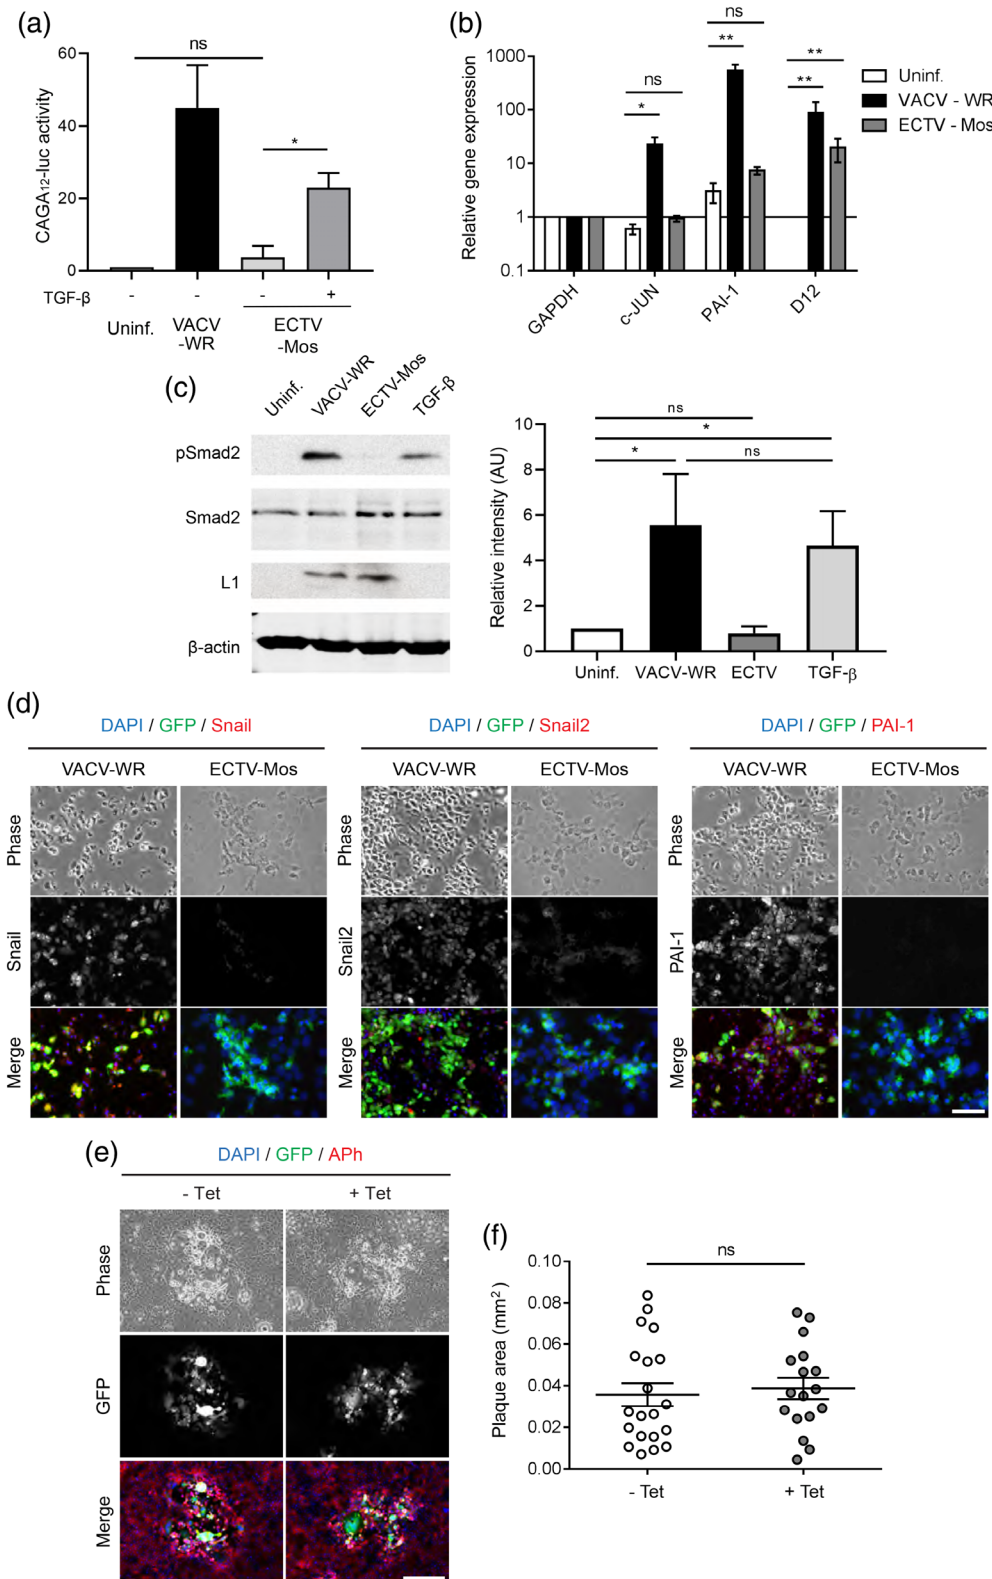 (a)
ns
*
CAGA12-luc activity
60
40
20
0
TGF-β
-
-
-
+
Uninf.
VACV
-WR
ECTV
-Mos
(b)
ns
**
ns
*
**
**
Relative gene expression
1000
100
10
1
0.1
GAPDH
c-JUN
PAI-1
D12
Uninf.
VACV - WR
ECTV - Mos
(c)
Uninf.
VACV-WR
ECTV-Mos
TGF-β
pSmad2
Smad2
L1
β-actin
Relative intensity (AU)
10
8
6
4
2
0
ns
*
*
ns
Uninf.
VACV-WR
ECTV
TGF-β
(d)
DAPI / GFP / Snail
VACV-WR
ECTV-Mos
Phase
Snail
Merge
DAPI / GFP / Snail2
VACV-WR
ECTV-Mos
Phase
Snail2
Merge
DAPI / GFP / PAI-1
VACV-WR
ECTV-Mos
Phase
PAI-1
Merge
(e)
DAPI / GFP / APh
- Tet
+ Tet
Phase
GFP
Merge
(f)
ns
Plaque area (mm²)
0.10
0.08
0.06
0.04
0.02
0.00
- Tet
+ Tet